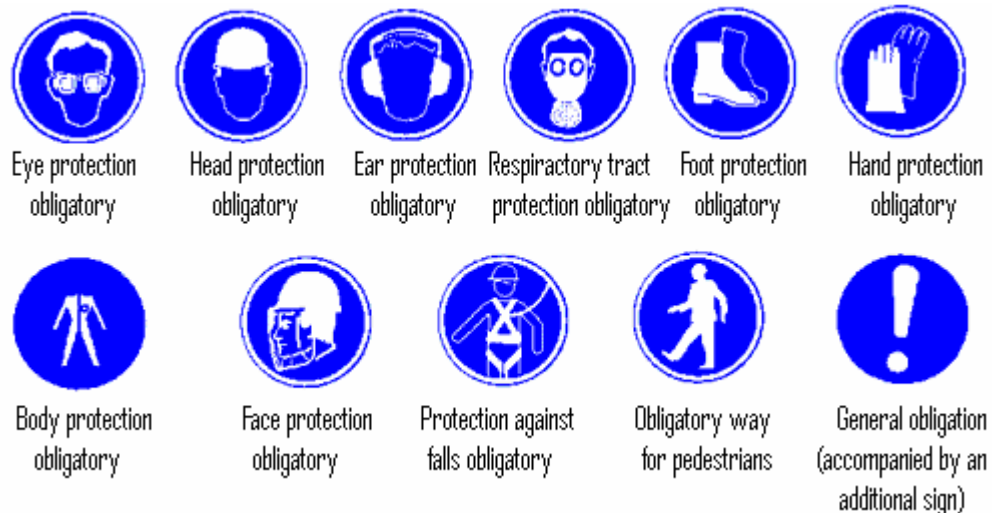 Eye protection
obligatory
Head protection
obligatory
Ear protection
obligatory
Respiractory tract
protection obligatory
Foot protection
obligatory
Hand protection
obligatory
Body protection
obligatory
Face protection
obligatory
Protection against
falls obligatory
Obligatory way
for pedestrians
General obligation
(accompanied by an
additional sign)